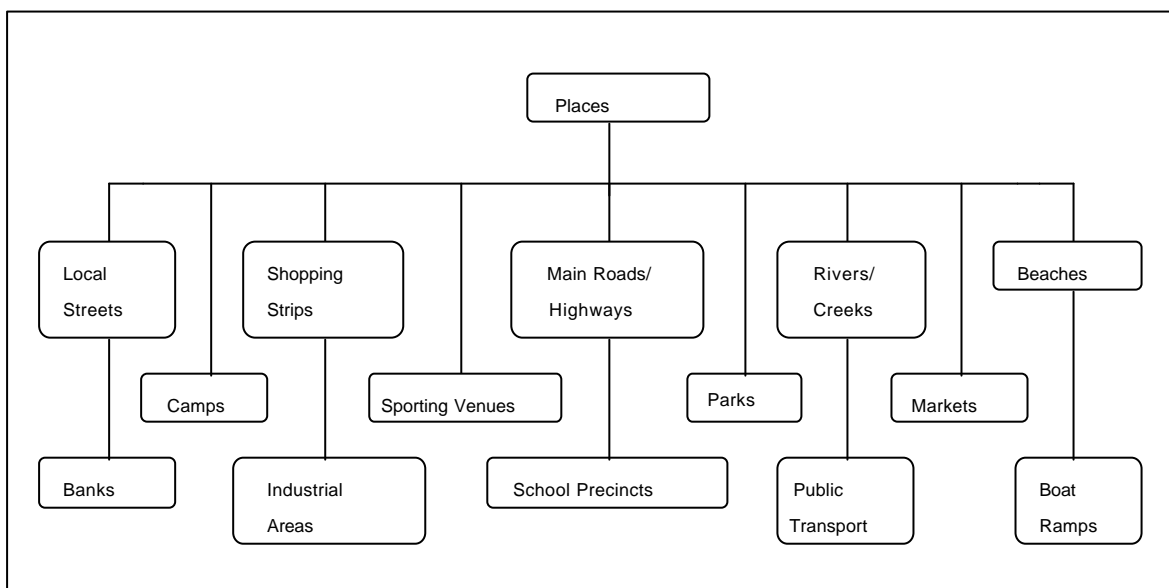 Places
Local
Streets
Shopping
Strips
Main Roads/
Highways
Rivers/
Creeks
Beaches
Camps
Sporting Venues
Parks
Markets
Banks
Industrial
Areas
School Precincts
Public
Transport
Boat
Ramps